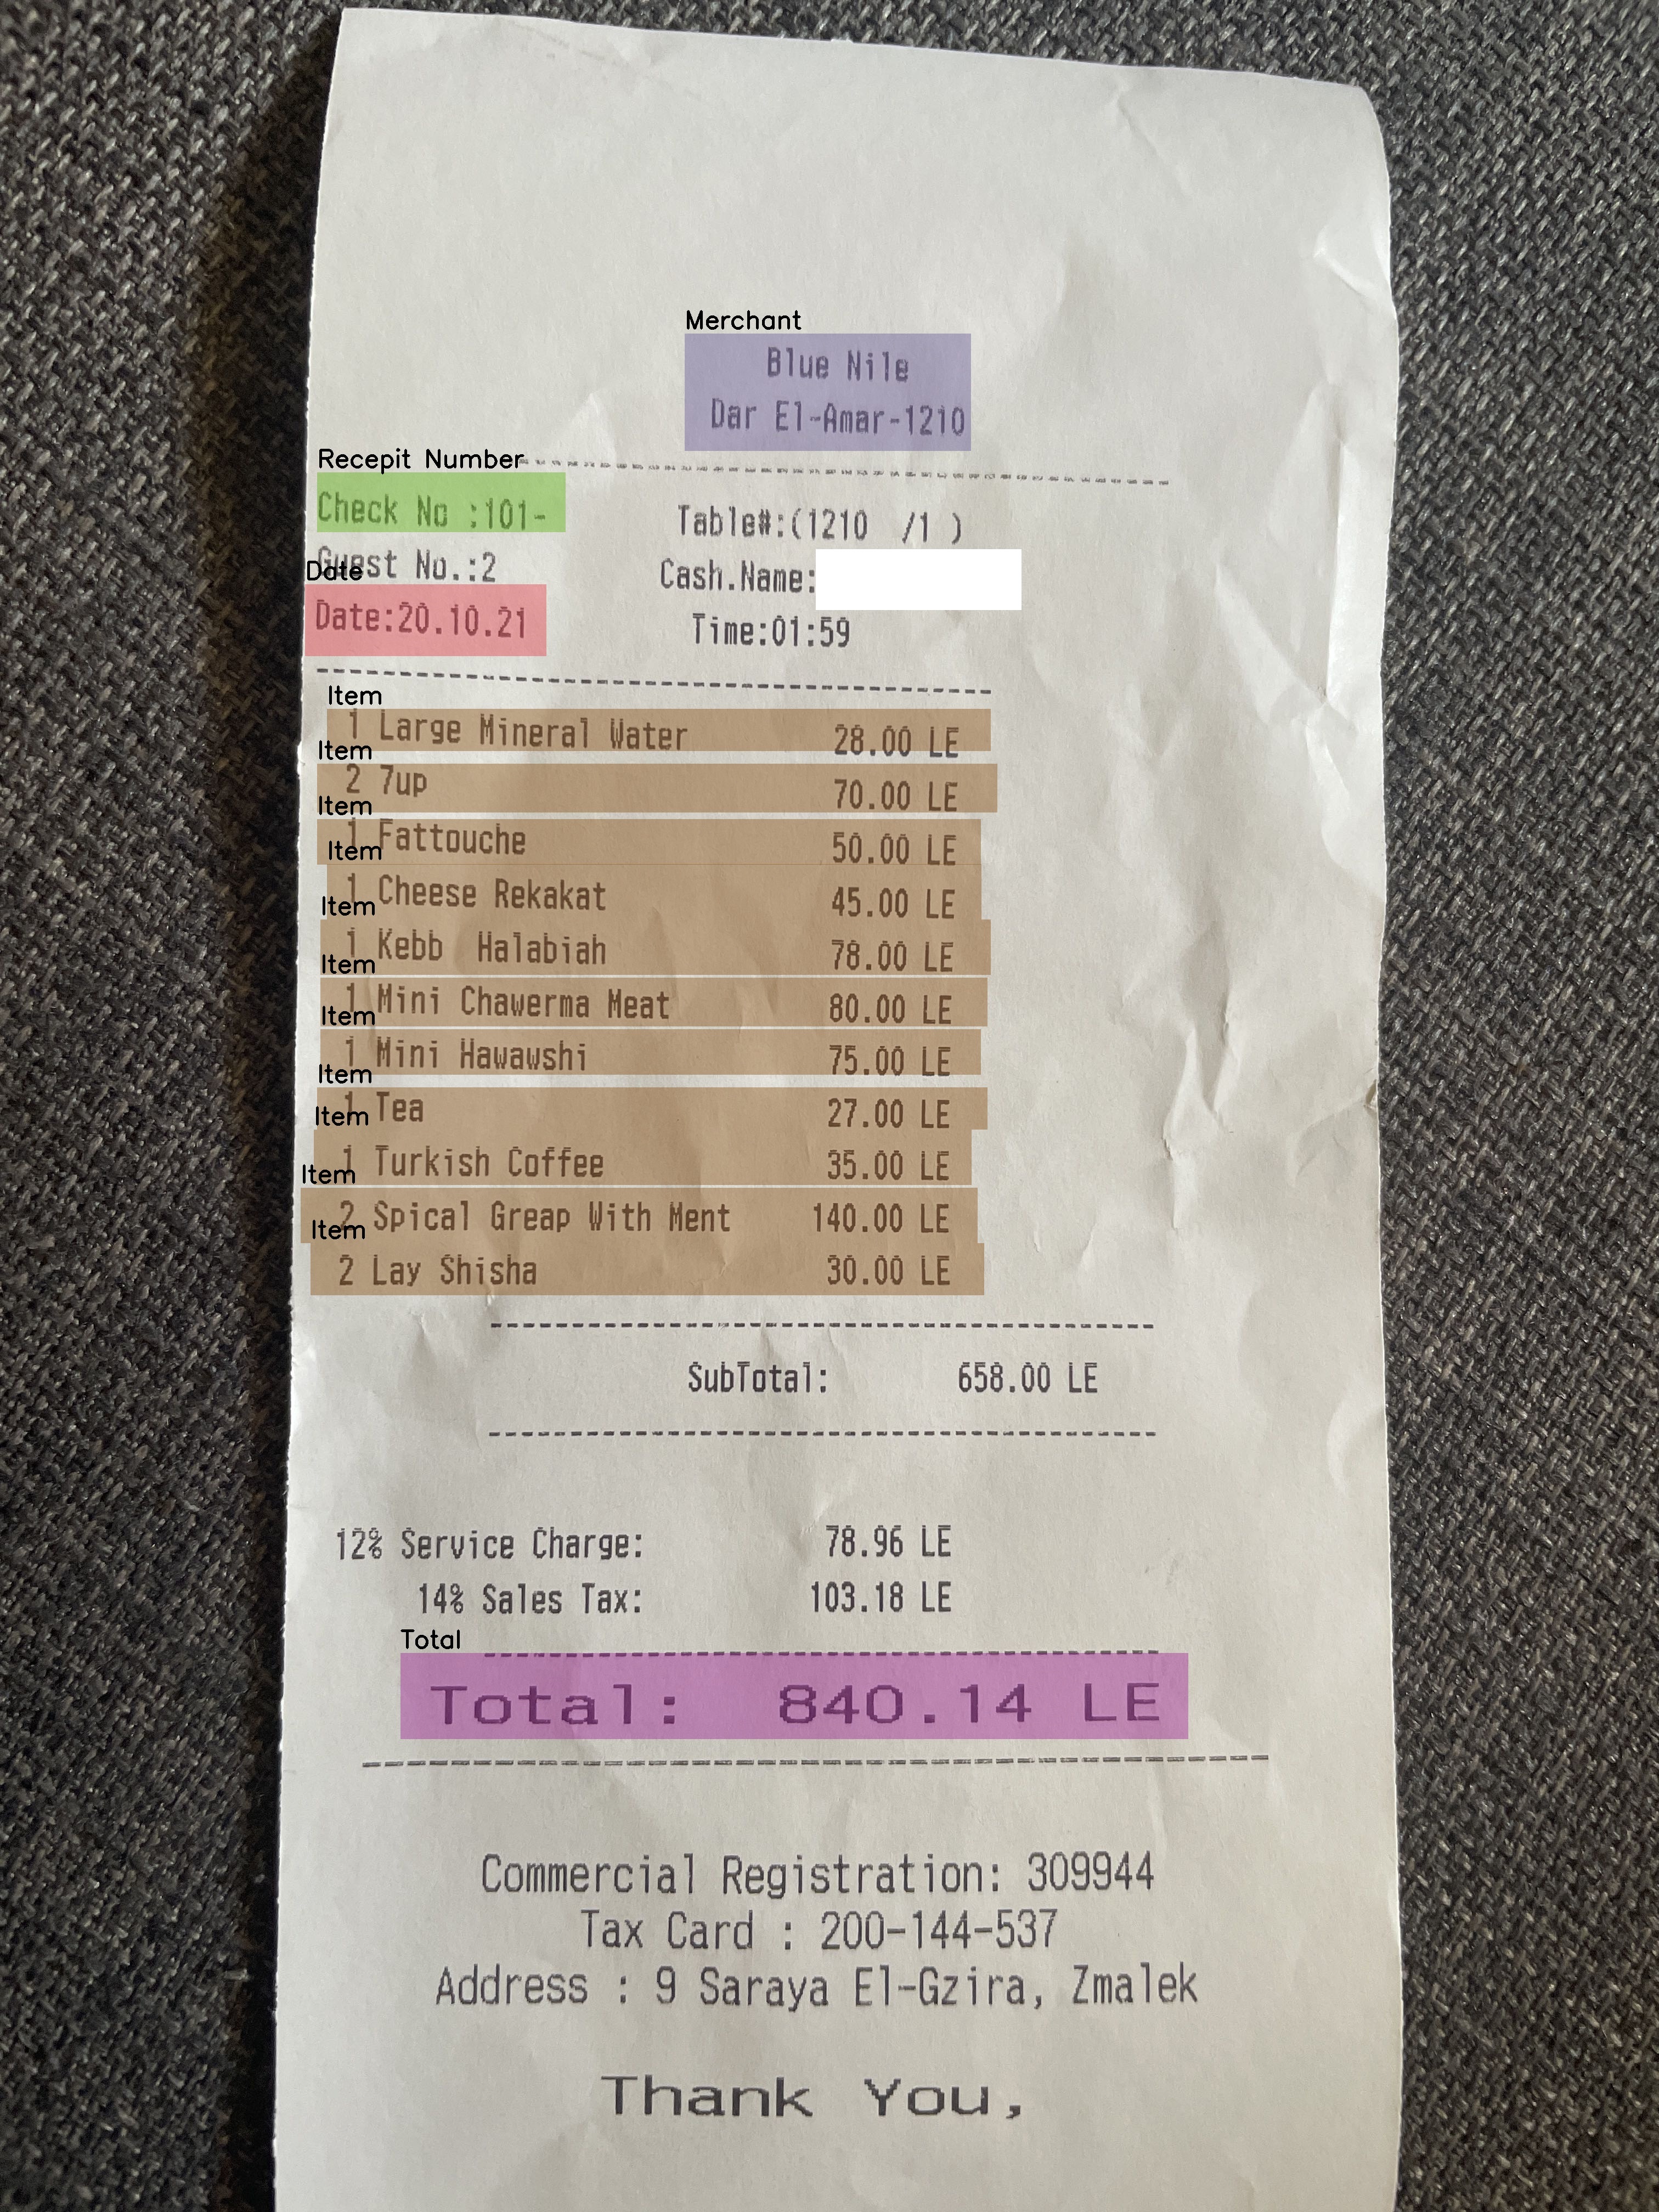 Merchant
Blue Nile
Dar El-Amar-1210
Recepit Number
Check No :101-
Table#:(1210 /1 )
Guest No.:2
Cash.Name:
Date
Date:20.10.21
Time:01:59
Item
1 Large Mineral Water 28.00 LE
Item
2 7up 70.00 LE
Item
1 Fattouche 50.00 LE
Item
1 Cheese Rekakat 45.00 LE
Item
1 Kebb Halabiah 78.00 LE
Item
1 Mini Chawerma Meat 80.00 LE
Item
1 Mini Hawawshi 75.00 LE
Item
1 Tea 27.00 LE
Item
1 Turkish Coffee 35.00 LE
Item
2 Spical Greap With Ment 140.00 LE
Item
2 Lay Shisha 30.00 LE
SubTotal: 658.00 LE
12% Service Charge: 78.96 LE
14% Sales Tax: 103.18 LE
Total
Total: 840.14 LE
Commercial Registration: 309944
Tax Card : 200-144-537
Address : 9 Saraya El-Gzira, Zmalek
Thank You,